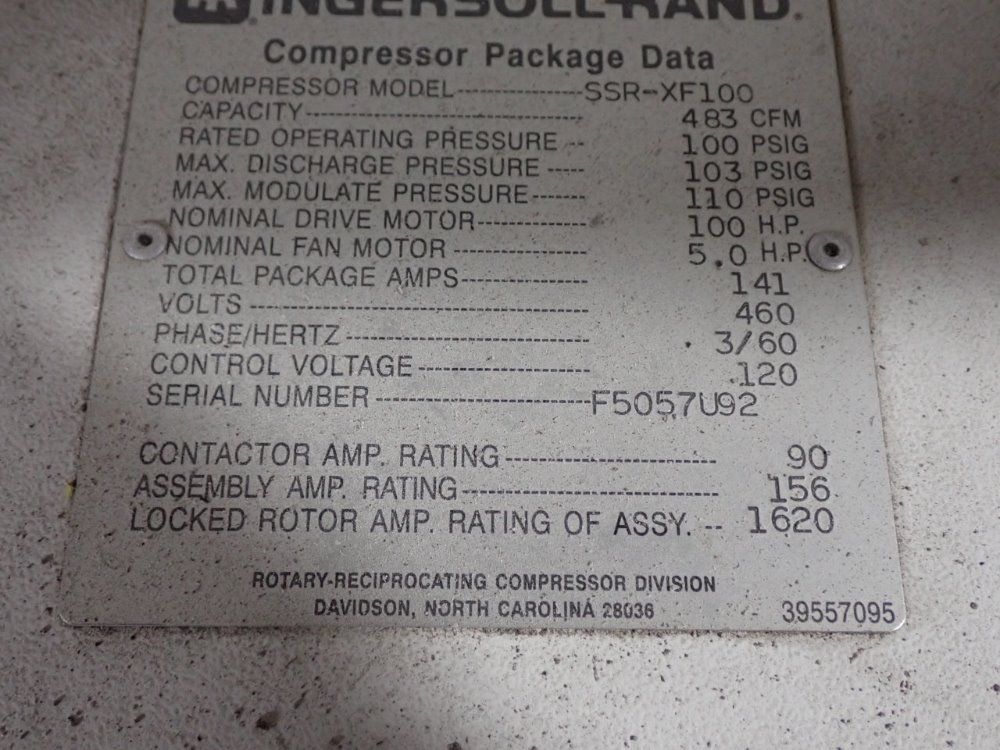 INGERSOLL-RAND®
Compressor Package Data
COMPRESSOR MODEL----------------SSR-XF100
CAPACITY------------------------------------ 483 CFM
RATED OPERATING PRESSURE -- 100 PSIG
MAX. DISCHARGE PRESSURE ----- 103 PSIG
MAX. MODULATE PRESSURE------ 110 PSIG
NOMINAL DRIVE MOTOR-------------- 100 H.P.
NOMINAL FAN MOTOR ----------------- 5.0 H.P.
TOTAL PACKAGE AMPS---------------- 141
VOLTS ------------------------------------------ 460
PHASE/HERTZ ------------------------------- 3/60
CONTROL VOLTAGE ---------------------- 120
SERIAL NUMBER ---------------------------F5057U92
CONTACTOR AMP. RATING-------------------------- 90
ASSEMBLY AMP. RATING-------------------------------- 156
LOCKED ROTOR AMP. RATING OF ASSY. -- 1620
ROTARY-RECIPROCATING COMPRESSOR DIVISION
DAVIDSON, NORTH CAROLINA 28036 39557095